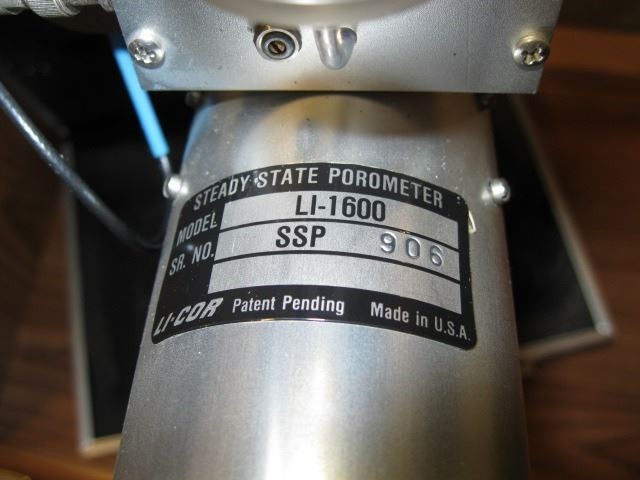 STEADY STATE POROMETER
MODEL LI-1600
SR. NO. SSP 906
LI-COR Patent Pending Made in U.S.A.